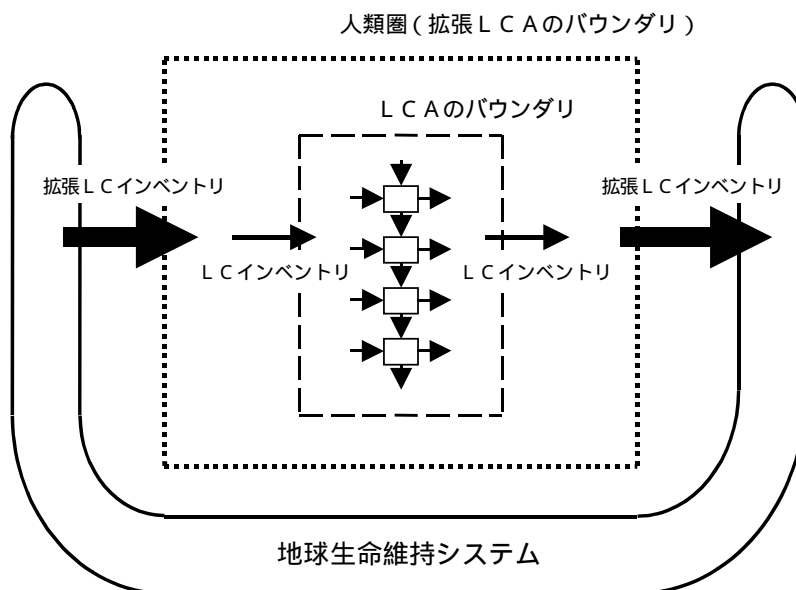 人類圏（拡張ＬＣＡのバウンダリ）
ＬＣＡのバウンダリ
拡張ＬＣインベントリ
拡張ＬＣインベントリ
ＬＣインベントリ
ＬＣインベントリ
地球生命維持システム